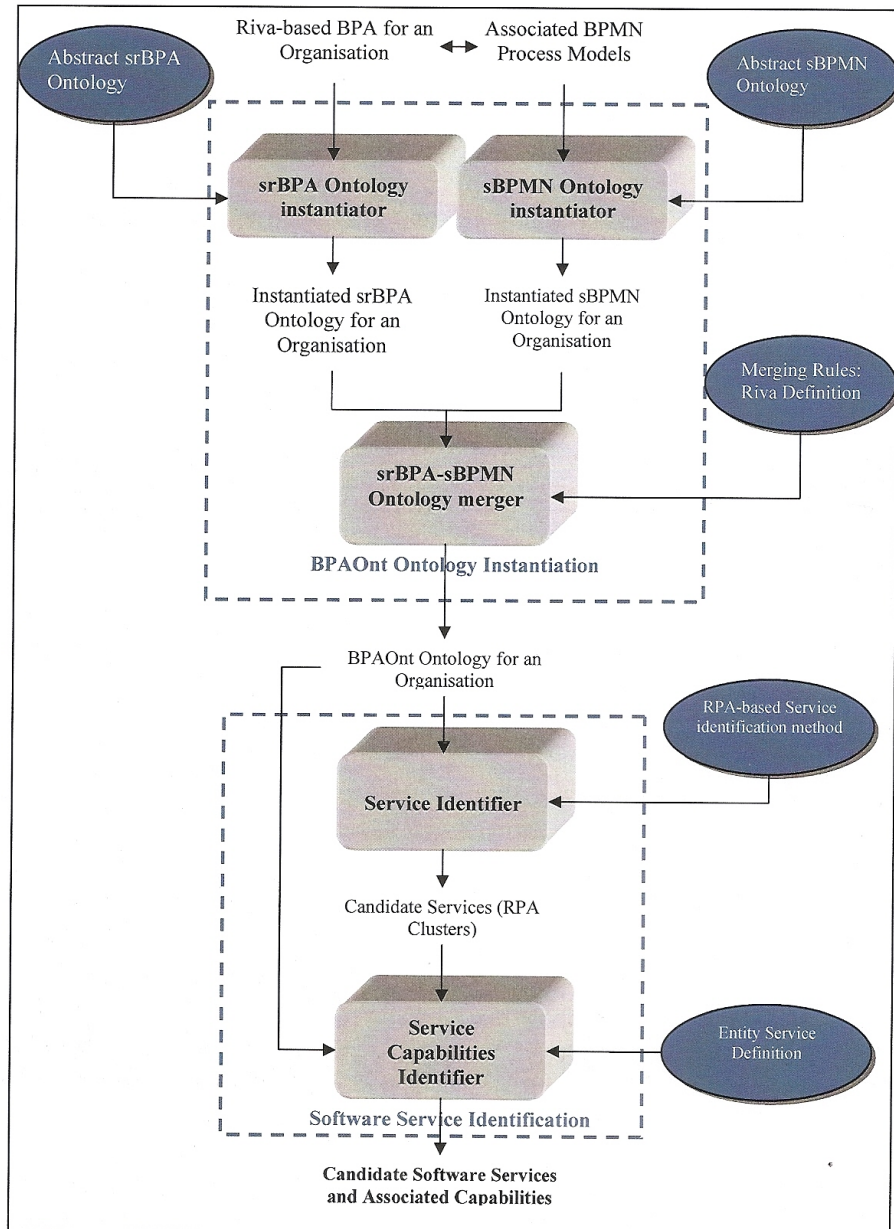 Riva-based BPA for an
Organisation
Associated BPMN
Process Models
Abstract srBPA
Ontology
Abstract sBPMN
Ontology
srBPA Ontology
instantiator
sBPMN Ontology
instantiator
Instantiated srBPA
Ontology for an
Organisation
Instantiated sBPMN
Ontology for an
Organisation
Merging Rules:
Riva Definition
srBPA-sBPMN
Ontology merger
BPAOnt Ontology Instantiation
BPAOnt Ontology for an
Organisation
RPA-based Service
identification method
Service Identifier
Candidate Services (RPA
Clusters)
Service
Capabilities
Identifier
Entity Service
Definition
Software Service Identification
Candidate Software Services
and Associated Capabilities